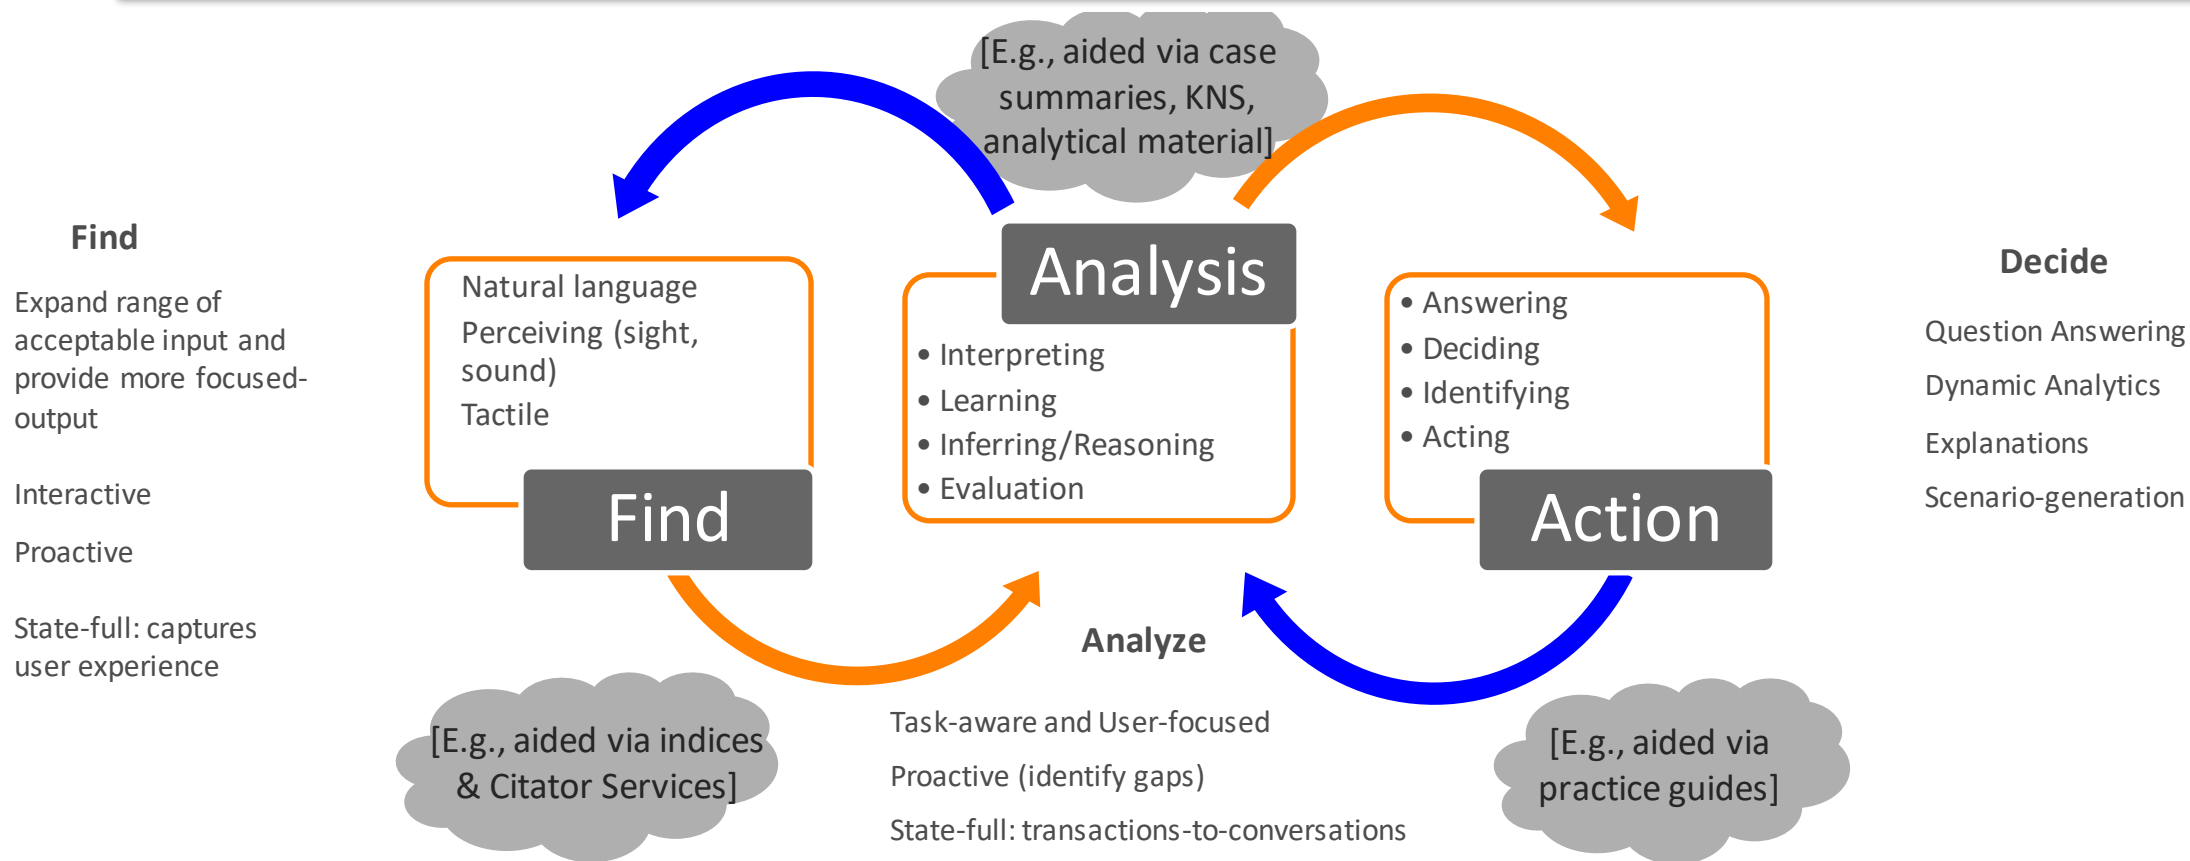 [E.g., aided via case
summaries, KNS,
analytical material]
Find
Expand range of
acceptable input and
provide more focused-
output
Interactive
Proactive
State-full: captures
user experience
Natural language
Perceiving (sight,
sound)
Tactile
Find
[E.g., aided via indices
& Citator Services]
Analysis
• Interpreting
• Learning
• Inferring/Reasoning
• Evaluation
Analyze
Task-aware and User-focused
Proactive (identify gaps)
State-full: transactions-to-conversations
• Answering
• Deciding
• Identifying
• Acting
Action
[E.g., aided via
practice guides]
Decide
Question Answering
Dynamic Analytics
Explanations
Scenario-generation